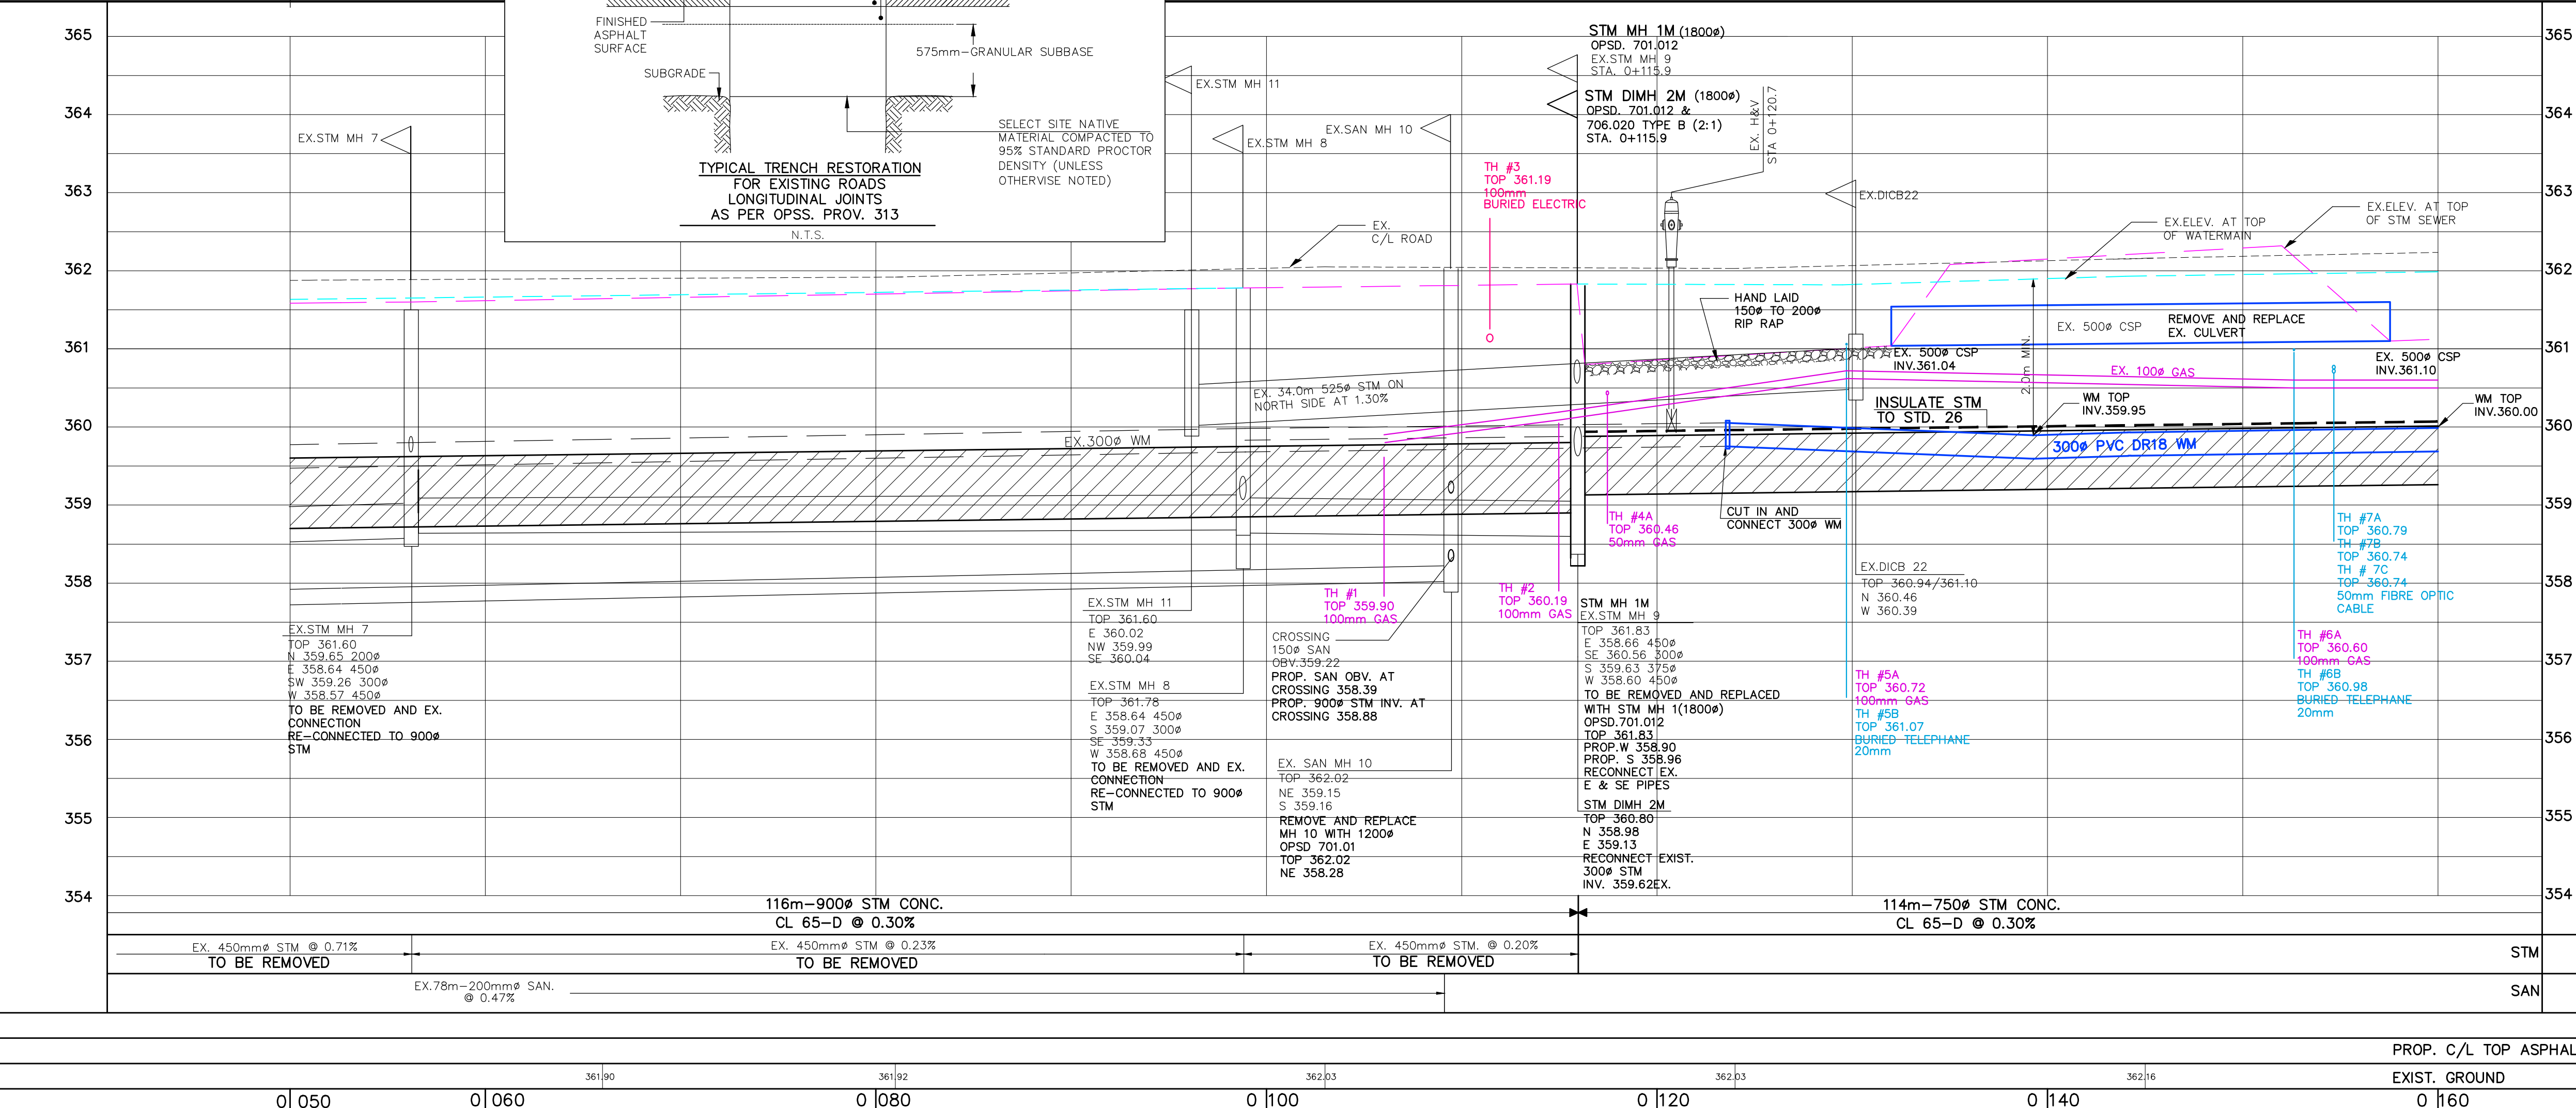 FINISHED
ASPHALT
SURFACE
575mm-GRANULAR SUBBASE
SUBGRADE
SELECT SITE NATIVE
MATERIAL COMPACTED TO
95% STANDARD PROCTOR
DENSITY (UNLESS
OTHERVISE NOTED)
TYPICAL TRENCH RESTORATION
FOR EXISTING ROADS
LONGITUDINAL JOINTS
AS PER OPSS. PROV. 313
N.T.S.
365
364
363
362
361
360
359
358
357
356
355
354
365
364
363
362
361
360
359
358
357
356
355
354
EX.STM MH 7
EX.STM MH 11
EX.STM MH 8
EX.SAN MH 10
STM MH 1M (1800ø)
OPSD. 701.012
EX.STM MH 9
STA. 0+115.9
STM DIMH 2M (1800ø)
OPSD. 701.012 &
706.020 TYPE B (2:1)
STA. 0+115.9
EX. H&V
STA 0+120.7
EX.DICB22
TH #3
TOP 361.19
100mm
BURIED ELECTRIC
EX.
C/L ROAD
EX.ELEV. AT TOP
OF WATERMAIN
EX.ELEV. AT TOP
OF STM SEWER
HAND LAID
150ø TO 200ø
RIP RAP
EX. 500ø CSP
REMOVE AND REPLACE
EX. CULVERT
2.0m MIN.
EX. 500ø CSP
INV.361.04
EX. 500ø CSP
INV.361.10
EX. 100ø GAS
EX. 34.0m 525ø STM ON
NORTH SIDE AT 1.30%
INSULATE STM
TO STD. 26
WM TOP
INV.359.95
WM TOP
INV.360.00
EX.300ø WM
300ø PVC DR18 WM
CUT IN AND
CONNECT 300ø WM
TH #4A
TOP 360.46
50mm GAS
TH #7A
TOP 360.79
TH #7B
TOP 360.74
TH # 7C
TOP 360.74
50mm FIBRE OPTIC
CABLE
EX.DICB 22
TOP 360.94/361.10
N 360.46
W 360.39
TH #1
TOP 359.90
100mm GAS
TH #2
TOP 360.19
100mm GAS
EX.STM MH 7
TOP 361.60
N 359.65 200ø
E 358.64 450ø
SW 359.26 300ø
W 358.57 450ø
TO BE REMOVED AND EX.
CONNECTION
RE-CONNECTED TO 900ø
STM
EX.STM MH 11
TOP 361.60
E 360.02
NW 359.99
SE 360.04
EX.STM MH 8
TOP 361.78
E 358.64 450ø
S 359.07 300ø
SE 359.33
W 358.68 450ø
TO BE REMOVED AND EX.
CONNECTION
RE-CONNECTED TO 900ø
STM
CROSSING
150ø SAN
OBV.359.22
PROP. SAN OBV. AT
CROSSING 358.39
PROP. 900ø STM INV. AT
CROSSING 358.88
EX. SAN MH 10
TOP 362.02
NE 359.15
S 359.16
REMOVE AND REPLACE
MH 10 WITH 1200ø
OPSD 701.01
TOP 362.02
NE 358.28
STM MH 1M
EX.STM MH 9
TOP 361.83
E 358.66 450ø
SE 360.56 300ø
S 359.63 375ø
W 358.60 450ø
TO BE REMOVED AND REPLACED
WITH STM MH 1(1800ø)
OPSD.701.012
TOP 361.83
PROP.W 358.90
PROP. S 358.96
RECONNECT EX.
E & SE PIPES
STM DIMH 2M
TOP 360.80
N 358.98
E 359.13
RECONNECT EXIST.
300ø STM
INV. 359.62EX.
TH #5A
TOP 360.72
100mm GAS
TH #5B
TOP 361.07
BURIED TELEPHANE
20mm
TH #6A
TOP 360.60
100mm GAS
TH #6B
TOP 360.98
BURIED TELEPHANE
20mm
116m-900ø STM CONC.
CL 65-D @ 0.30%
114m-750ø STM CONC.
CL 65-D @ 0.30%
EX. 450mmø STM @ 0.71%
TO BE REMOVED
EX. 450mmø STM @ 0.23%
TO BE REMOVED
EX. 450mmø STM. @ 0.20%
TO BE REMOVED
STM
EX.78m-200mmø SAN.
@ 0.47%
SAN
PROP. C/L TOP ASPHAL
361.90
361.92
362.03
362.03
362.16
EXIST. GROUND
0 050
0 060
0 080
0 100
0 120
0 140
0 160